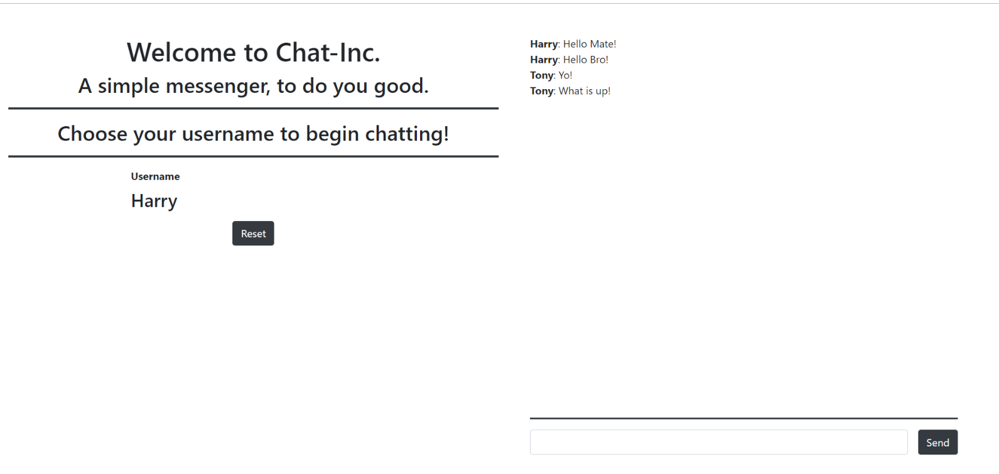 Welcome to Chat-Inc.
A simple messenger, to do you good.
Choose your username to begin chatting!
Username
Harry
Reset
Harry: Hello Mate!
Harry: Hello Bro!
Tony: Yo!
Tony: What is up!
Send